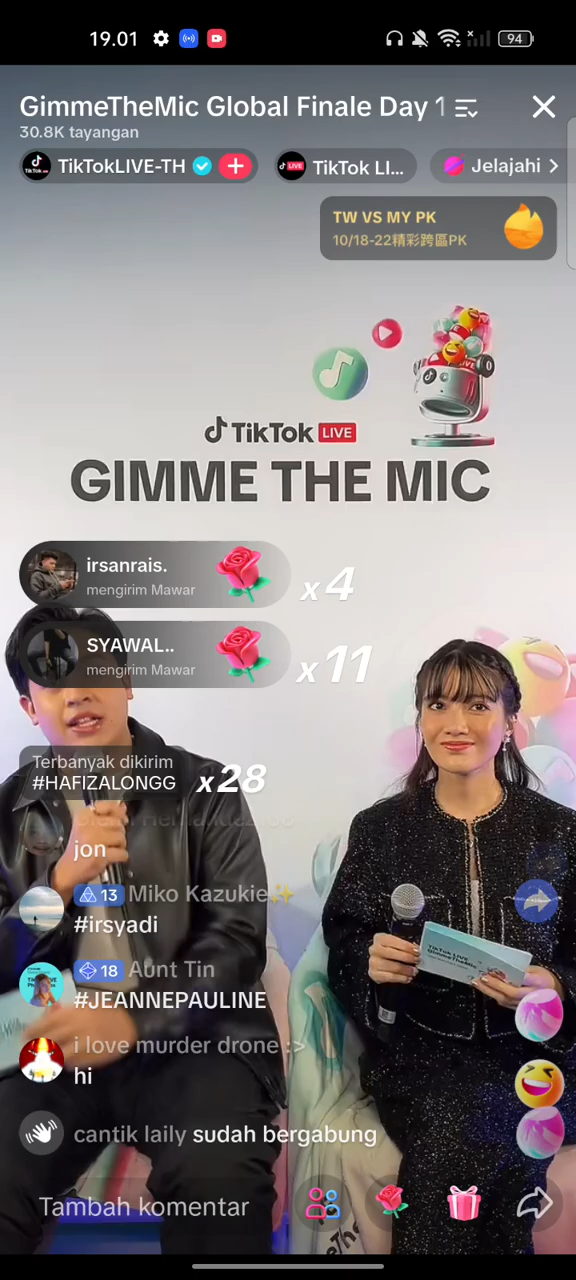 19.01
94
GimmeTheMic Global Finale Day 1
30.8K tayangan
TikTokLIVE-TH
TikTok LI...
Jelajahi
TW VS MY PK
10/18-22精彩跨區PK
TikTok LIVE
GIMME THE MIC
irsanrais.
mengirim Mawar
x4
SYAWAL..
mengirim Mawar
x11
Terbanyak dikirim
#HAFIZALONGG
x28
jon
13 Miko Kazukie✨
#irsyadi
18 Aunt Tin
#JEANNEPAULINE
i love murder drone :>
hi
cantik laily sudah bergabung
TikTok LIVE
GimmeTheMic
Tambah komentar